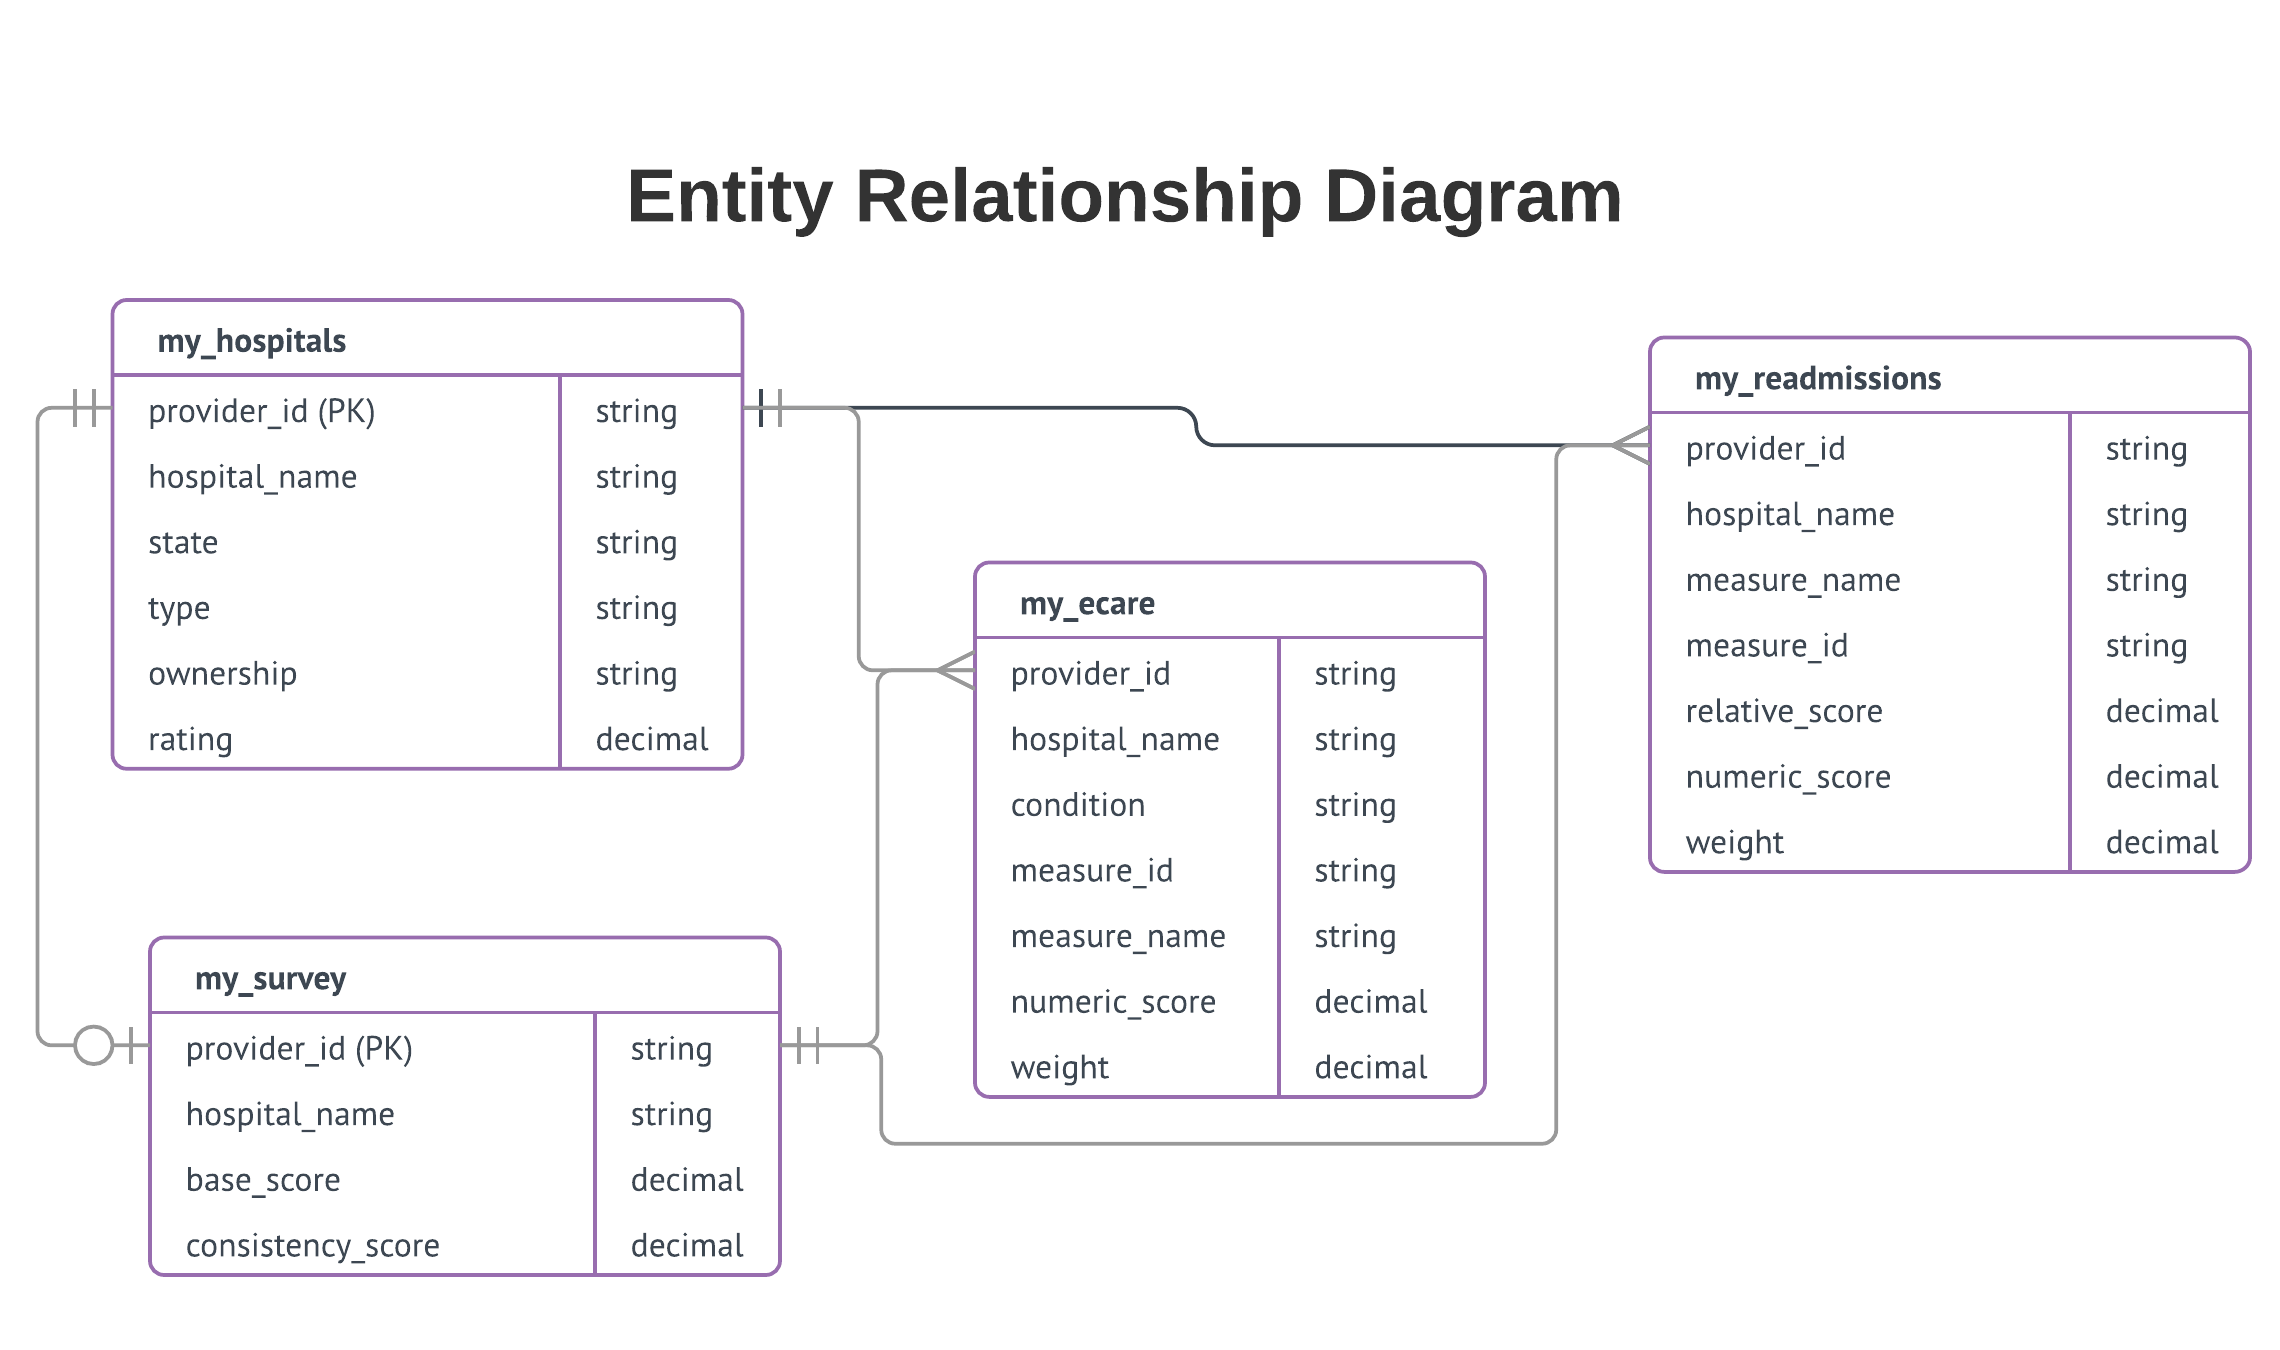 Entity Relationship Diagram
my_hospitals
provider_id (PK) string
hospital_name string
state string
type string
ownership string
rating decimal
my_readmissions
provider_id string
hospital_name string
measure_name string
measure_id string
relative_score decimal
numeric_score decimal
weight decimal
my_ecare
provider_id string
hospital_name string
condition string
measure_id string
measure_name string
numeric_score decimal
weight decimal
my_survey
provider_id (PK) string
hospital_name string
base_score decimal
consistency_score decimal